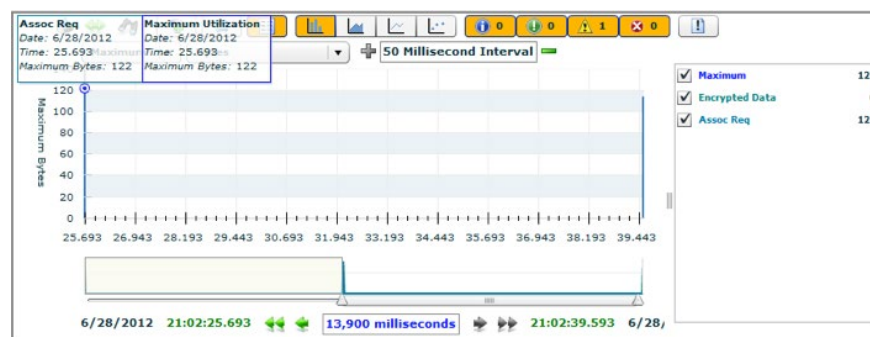 Assoc Req
Date: 6/28/2012
Time: 25.693
Maximum Bytes: 122
Maximum Utilization
Date: 6/28/2012
Time: 25.693
Maximum Bytes: 122
0
0
1
0
50 Millisecond Interval
Maximum Bytes
120
100
80
60
40
20
0
25.693 26.943 28.193 29.443 30.693 31.943 33.193 34.443 35.693 36.943 38.193 39.443
Maximum 12
Encrypted Data
Assoc Req 12
6/28/2012 21:02:25.693 13,900 milliseconds 21:02:39.593 6/28/